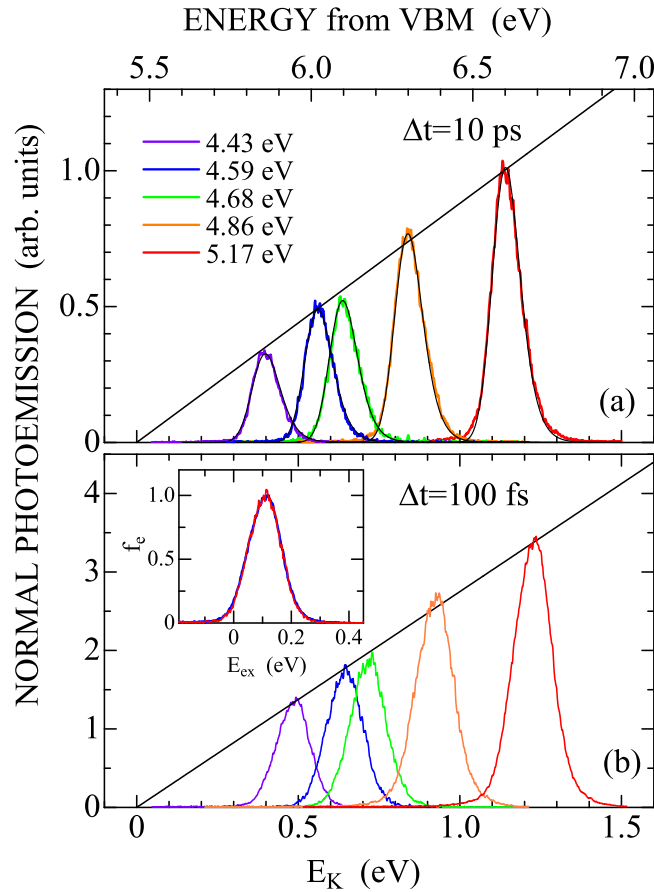 ENERGY from VBM (eV)
5.5 6.0 6.5 7.0
Δt=10 ps
4.43 eV
4.59 eV
4.68 eV
4.86 eV
5.17 eV
1.0
0.5
0
(a)
NORMAL PHOTOEMISSION (arb. units)
Δt=100 fs
4
3
2
1
0
1.0
0.5
0
f_e
0 0.2 0.4
E_ex (eV)
(b)
0 0.5 1.0 1.5
E_K (eV)